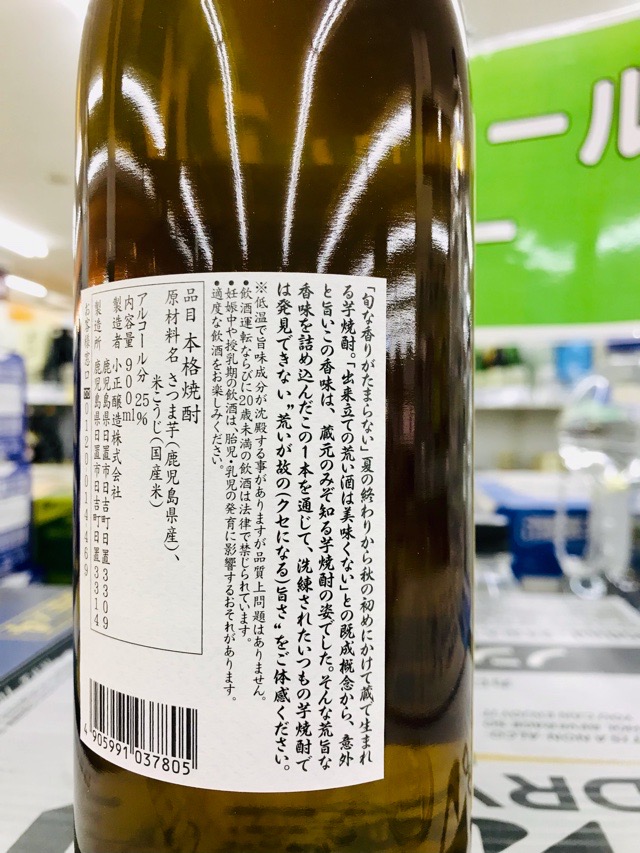 「旬な香りがたまらない」夏の終わりから秋の初めにかけて蔵で生まれ
る芋焼酎。「出来立ての荒い酒は美味くない」との既成概念から、意外
と旨いこの香味は、蔵元のみぞ知る芋焼酎の姿でした。そんな荒旨な
香味を詰め込んだこの1本を通じて、洗練されたいつもの芋焼酎で
は発見できない〝荒いが故の(クセになる)旨さ〟をご体感ください。
※低温で旨味成分が沈殿する事がありますが品質上問題はありません。
●飲酒運転ならびに20歳未満の飲酒は法律で禁じられています。
●妊娠中や授乳期の飲酒は、胎児・乳児の発育に影響するおそれがあります。
●適度な飲酒をお楽しみください。
品目 本格焼酎
原材料名 さつま芋(鹿児島県産)、
米こうじ(国産米)
アルコール分 25%
内容量 900ml
製造者 小正醸造株式会社
鹿児島県日置市日吉町日置3309
製造所 鹿児島県日置市日吉町日置3314
お客様窓口
4 905991 037805
ール
ー
DRY